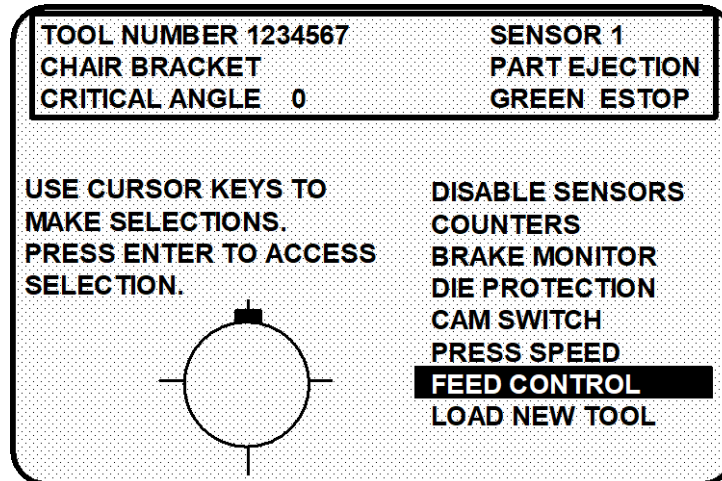 TOOL NUMBER 1234567
CHAIR BRACKET
CRITICAL ANGLE 0
SENSOR 1
PART EJECTION
GREEN ESTOP
USE CURSOR KEYS TO
MAKE SELECTIONS.
PRESS ENTER TO ACCESS
SELECTION.
DISABLE SENSORS
COUNTERS
BRAKE MONITOR
DIE PROTECTION
CAM SWITCH
PRESS SPEED
FEED CONTROL
LOAD NEW TOOL